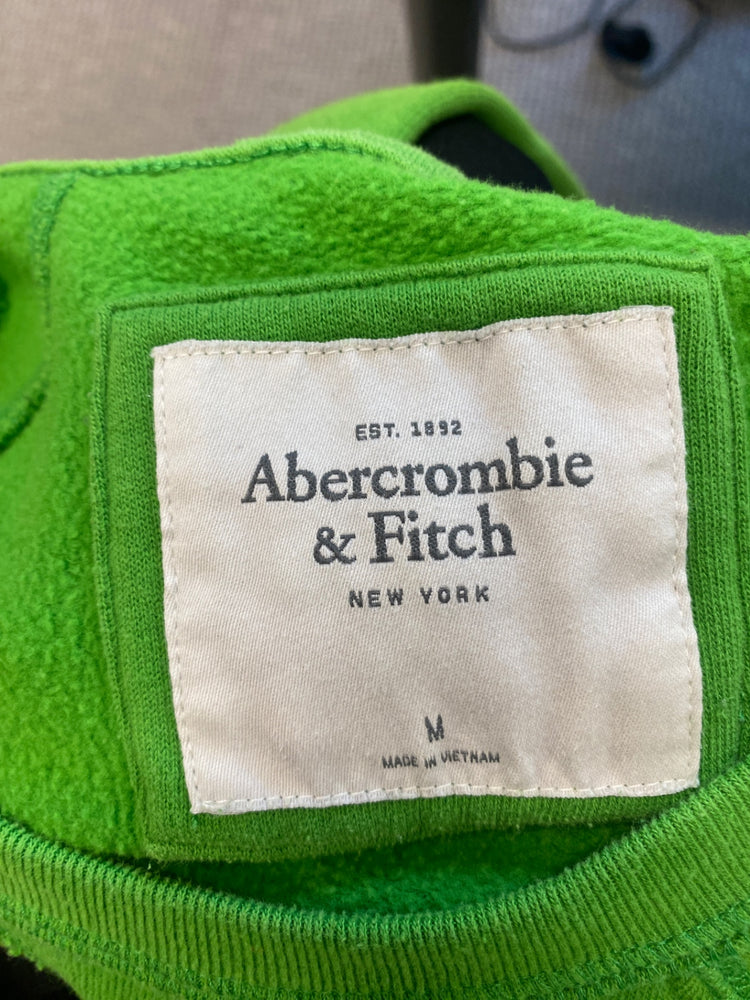 EST. 1892
Abercrombie
& Fitch
NEW YORK
M
MADE IN VIETNAM